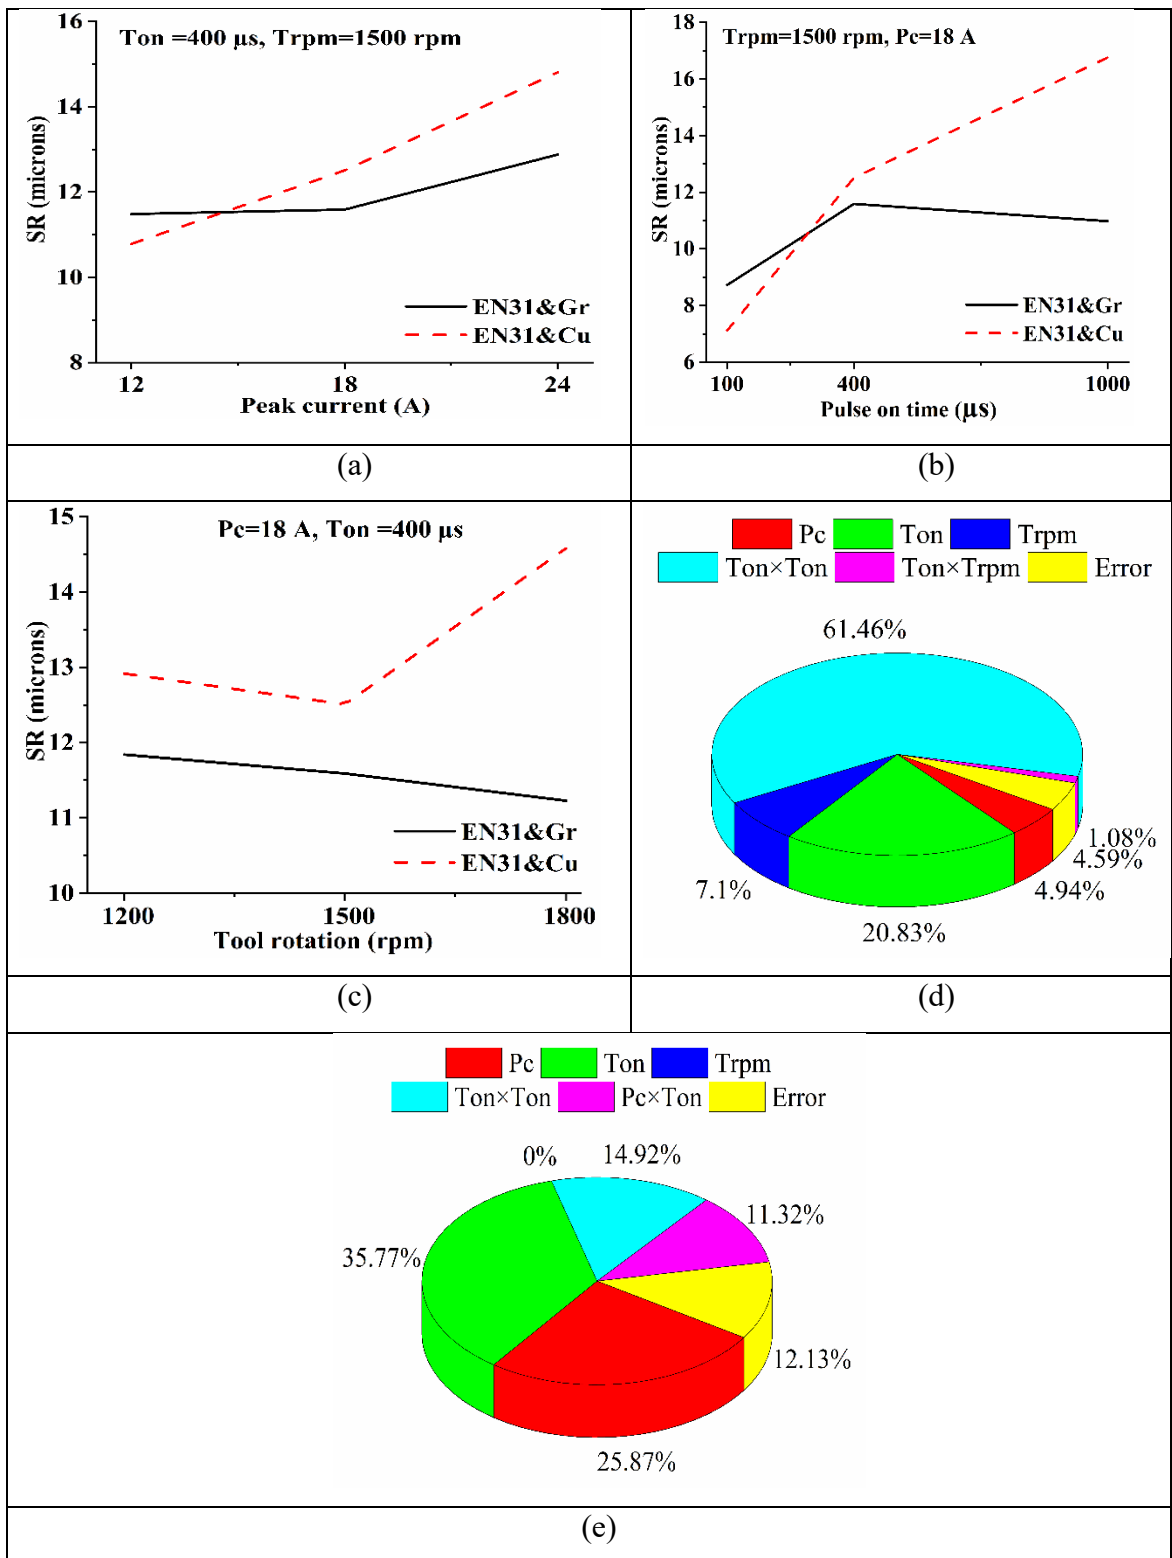 Ton =400 μs, Trpm=1500 rpm
16
14
12
10
8
SR (microns)
EN31&Gr
EN31&Cu
12 18 24
Peak current (A)
(a)
Trpm=1500 rpm, Pc=18 A
18
16
14
12
10
8
6
SR (microns)
EN31&Gr
EN31&Cu
100 400 1000
Pulse on time (μs)
(b)
Pc=18 A, Ton =400 μs
15
14
13
12
11
10
SR (microns)
EN31&Gr
EN31&Cu
1200 1500 1800
Tool rotation (rpm)
(c)
Pc Ton Trpm
Ton×Ton Ton×Trpm Error
61.46%
1.08%
4.59%
4.94%
7.1%
20.83%
(d)
Pc Ton Trpm
Ton×Ton Pc×Ton Error
0% 14.92%
11.32%
35.77%
12.13%
25.87%
(e)